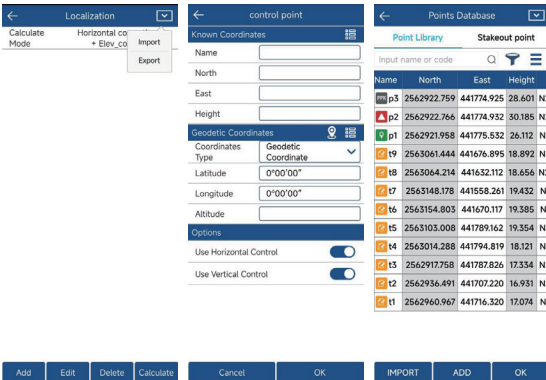 Localization
Calculate Mode
Horizontal co
+ Elev_co
Import
Export
Add
Edit
Delete
Calculate
control point
Known Coordinates
Name
North
East
Height
Geodetic Coordinates
Coordinates Type
Geodetic Coordinate
Latitude
0°00'00"
Longitude
0°00'00"
Altitude
Options
Use Horizontal Control
Use Vertical Control
Cancel
OK
Points Database
Point Library
Stakeout point
Input name or code
Name North East Height
p3 2562922.759 441774.925 28.601 N
p2 2562922.766 441774.932 30.185 N
p1 2562921.958 441775.532 26.112 N
t9 2563061.444 441676.895 18.892 N
t8 2563064.214 441632.112 18.656 N
t7 2563148.178 441558.261 19.432 N
t6 2563154.803 441670.117 19.385 N
t5 2563103.008 441789.162 19.354 N
t4 2563014.288 441794.819 18.121 N
t3 2562917.758 441787.826 17.334 N
t2 2562936.491 441707.220 16.931 N
t1 2562960.967 441716.320 17.074 N
IMPORT
ADD
OK